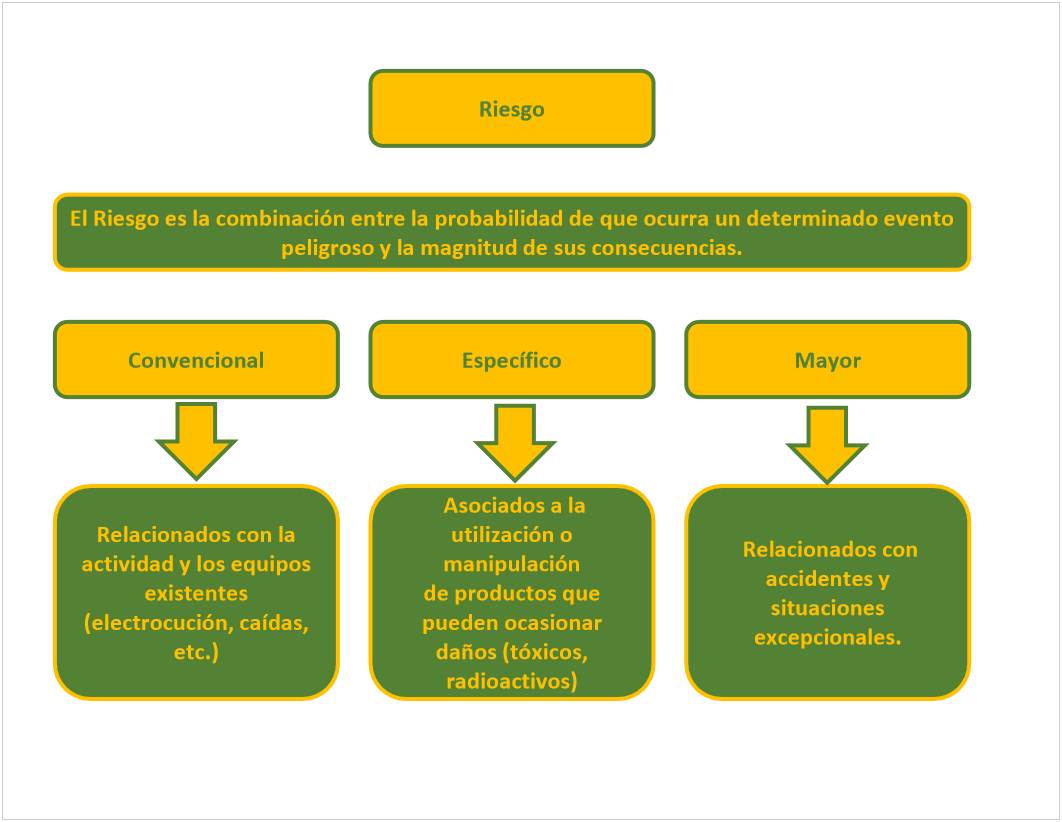 Riesgo
El Riesgo es la combinación entre la probabilidad de que ocurra un determinado evento
peligroso y la magnitud de sus consecuencias.
Convencional
Específico
Mayor
Relacionados con la
actividad y los equipos
existentes
(electrocución, caídas,
etc.)
Asociados a la
utilización o
manipulación
de productos que
pueden ocasionar
daños (tóxicos,
radioactivos)
Relacionados con
accidentes y
situaciones
excepcionales.